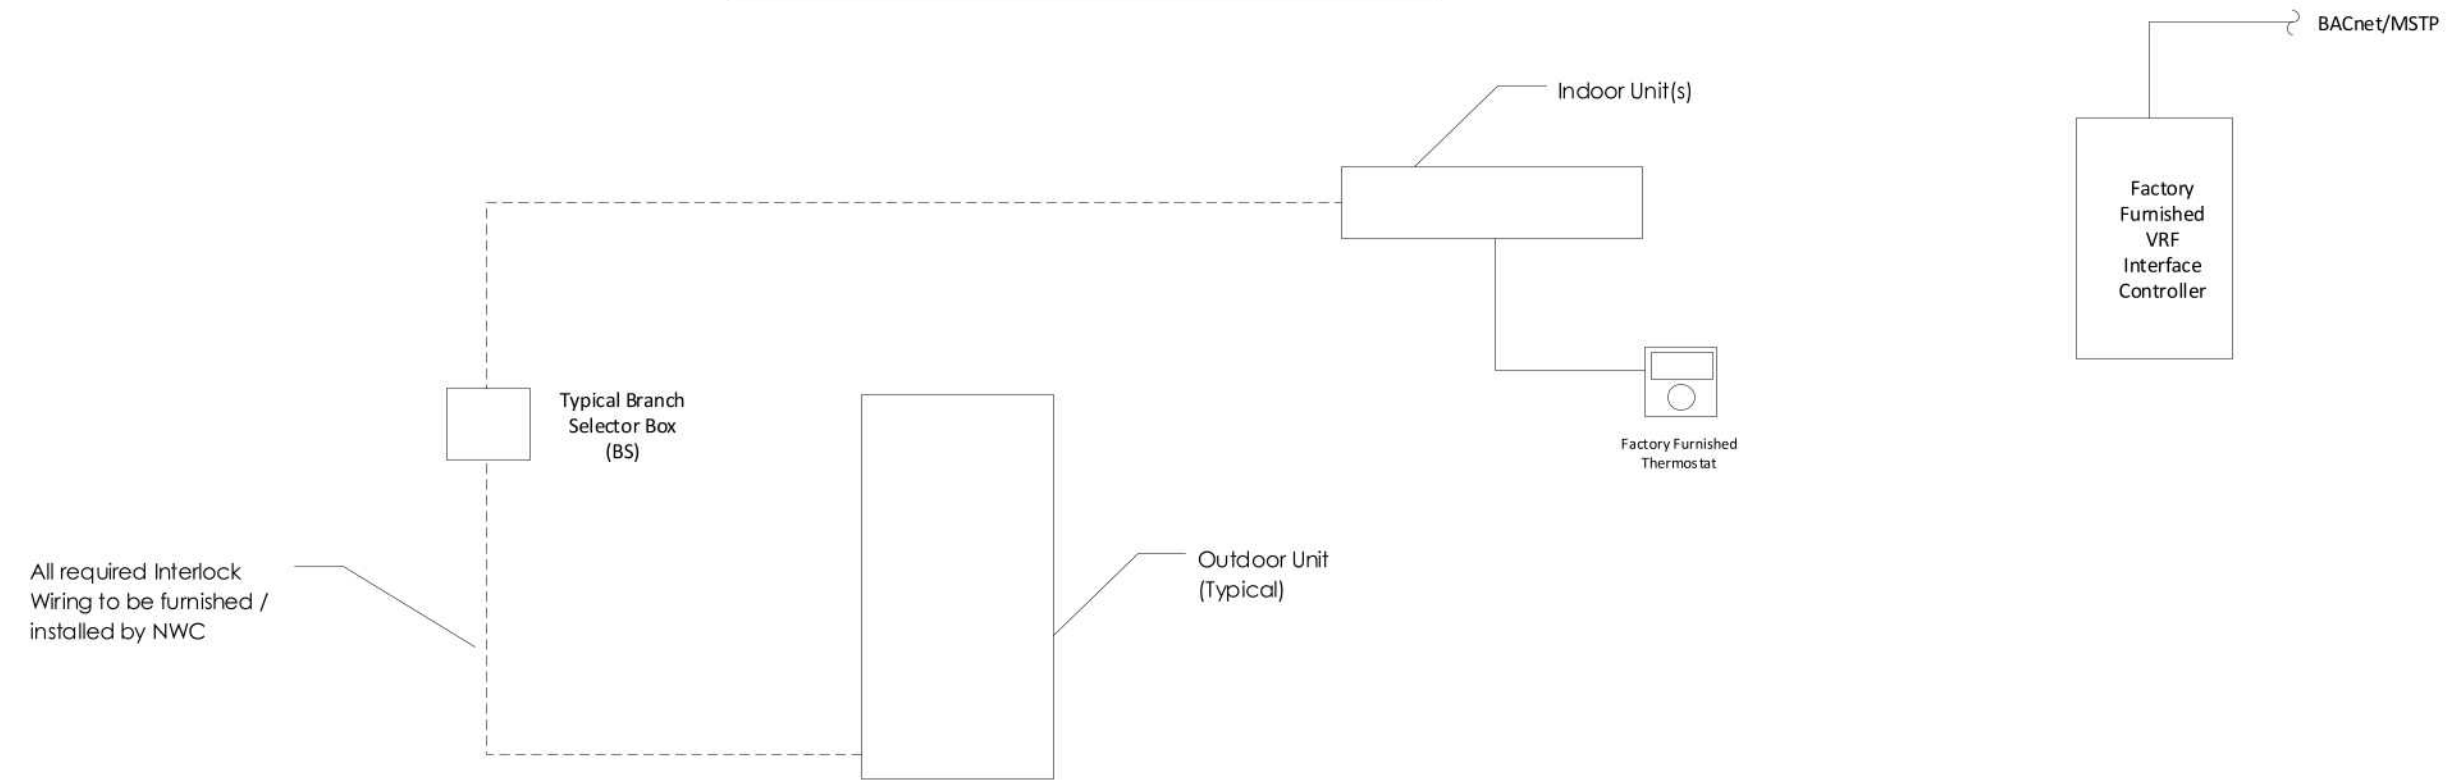 BACnet/MSTP
Indoor Unit(s)
Factory
Furnished
VRF
Interface
Controller
Typical Branch
Selector Box
(BS)
Factory Furnished
Thermostat
All required Interlock
Wiring to be furnished /
installed by NWC
Outdoor Unit
(Typical)